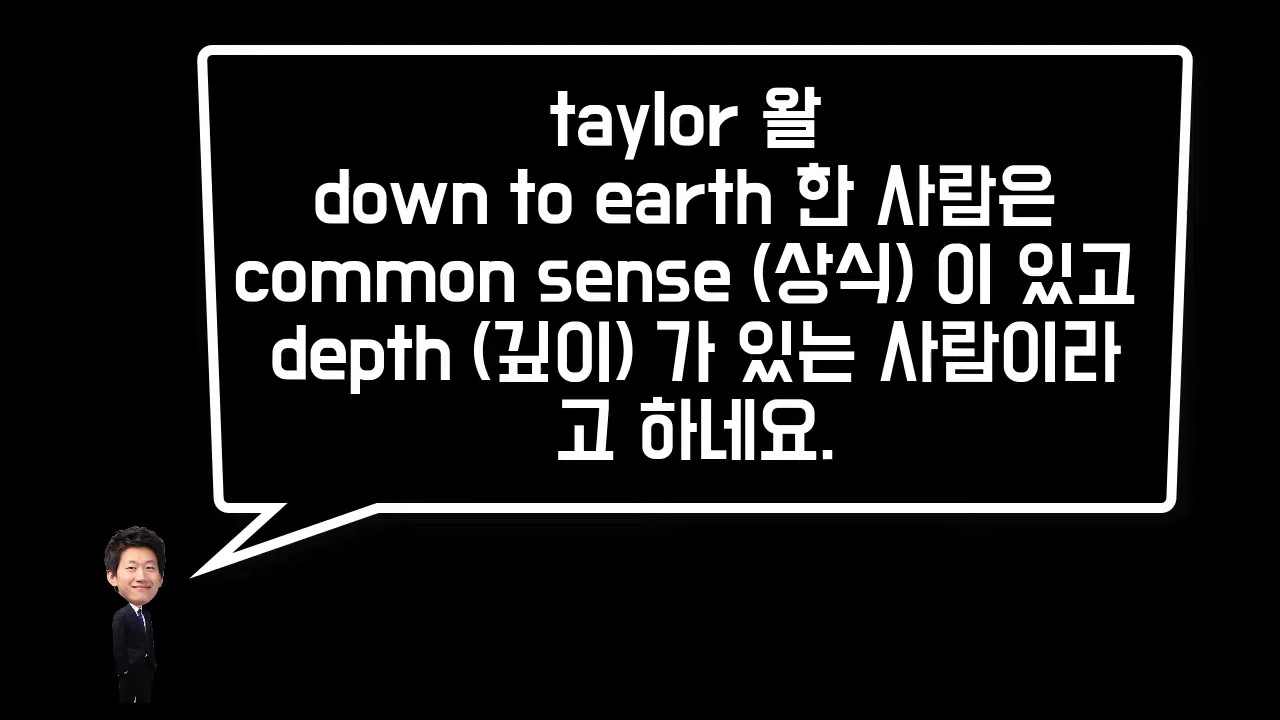 taylor 왈
down to earth 한 사람은
common sense (상식) 이 있고
depth (깊이) 가 있는 사람이라
고 하네요.